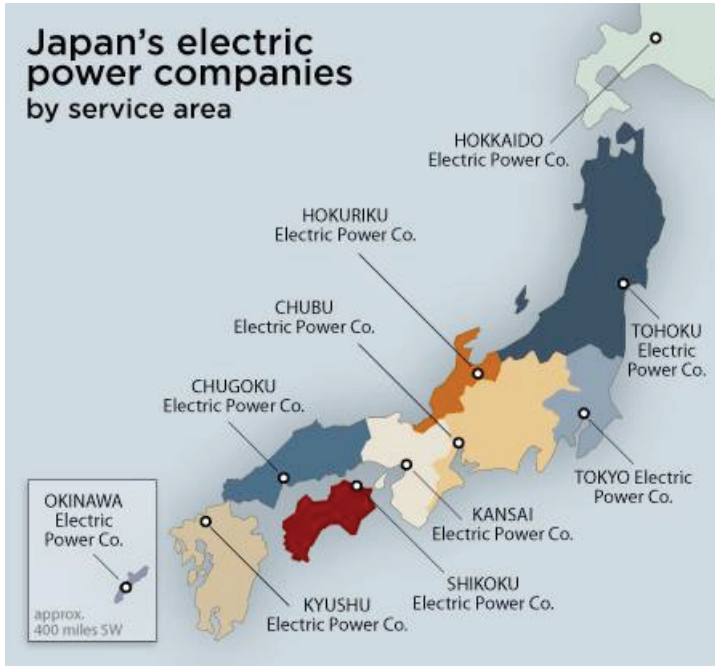 Japan's electric
power companies
by service area
HOKKAIDO
Electric Power Co.
HOKURIKU
Electric Power Co.
CHUBU
Electric Power Co.
TOHOKU
Electric
Power Co.
CHUGOKU
Electric Power Co.
TOKYO Electric
Power Co.
OKINAWA
Electric
Power Co.
KANSAI
Electric Power Co.
SHIKOKU
Electric Power Co.
KYUSHU
Electric Power Co.
approx.
400 miles SW